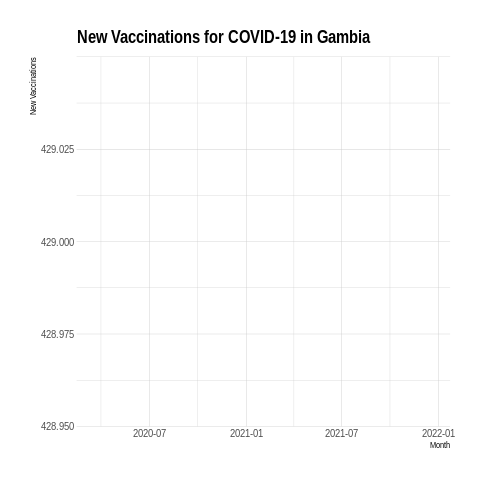 New Vaccinations for COVID-19 in Gambia
New Vaccinations
429.025
429.000
428.975
428.950
2020-07 2021-01 2021-07 2022-01
Month